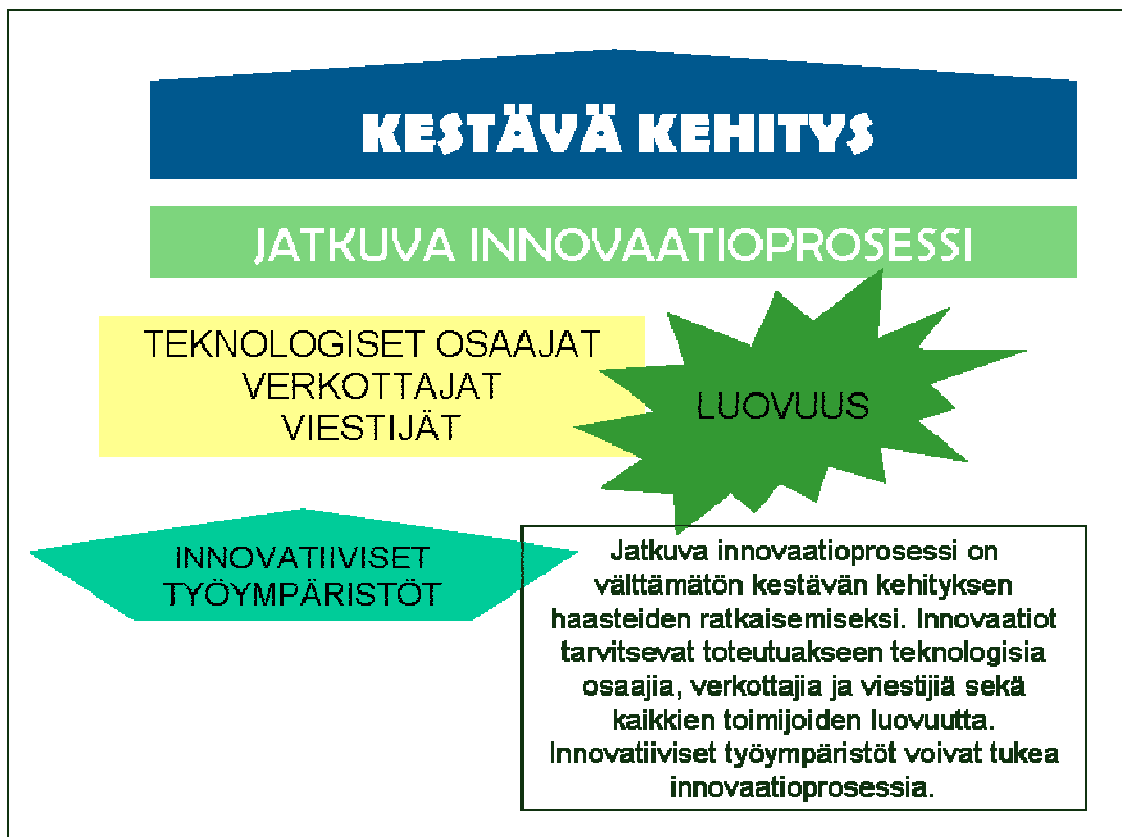 KESTÄVÄ KEHITYS
JATKUVA INNOVAATIOPROSESSI
TEKNOLOGISET OSAAJAT
VERKOTTAJAT
VIESTIJÄT
LUOVUUS
INNOVATIIVISET
TYÖYMPÄRISTÖT
Jatkuva innovaatioprosessi on
välttämätön kestävän kehityksen
haasteiden ratkaisemiseksi. Innovaatiot
tarvitsevat toteutuakseen teknologisia
osaajia, verkottajia ja viestijiä sekä
kaikkien toimijoiden luovuutta.
Innovatiiviset työympäristöt voivat tukea
innovaatioprosessia.